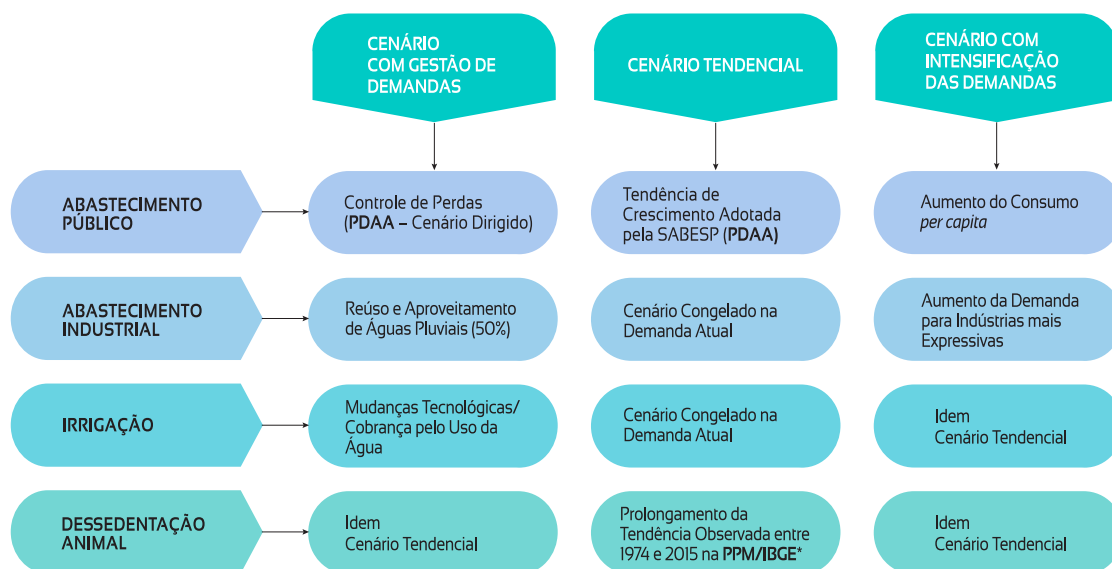 CENÁRIO
COM GESTÃO DE
DEMANDAS
CENÁRIO TENDENCIAL
CENÁRIO COM
INTENSIFICAÇÃO
DAS DEMANDAS
ABASTECIMENTO
PÚBLICO
Controle de Perdas
(PDAA – Cenário Dirigido)
Tendência de
Crescimento Adotada
pela SABESP (PDAA)
Aumento do Consumo
per capita
ABASTECIMENTO
INDUSTRIAL
Reúso e Aproveitamento
de Águas Pluviais (50%)
Cenário Congelado na
Demanda Atual
Aumento da Demanda
para Indústrias mais
Expressivas
IRRIGAÇÃO
Mudanças Tecnológicas/
Cobrança pelo Uso da
Água
Cenário Congelado na
Demanda Atual
Idem
Cenário Tendencial
DESSEDENTAÇÃO
ANIMAL
Idem
Cenário Tendencial
Prolongamento da
Tendência Observada entre
1974 e 2015 na PPM/IBGE*
Idem
Cenário Tendencial